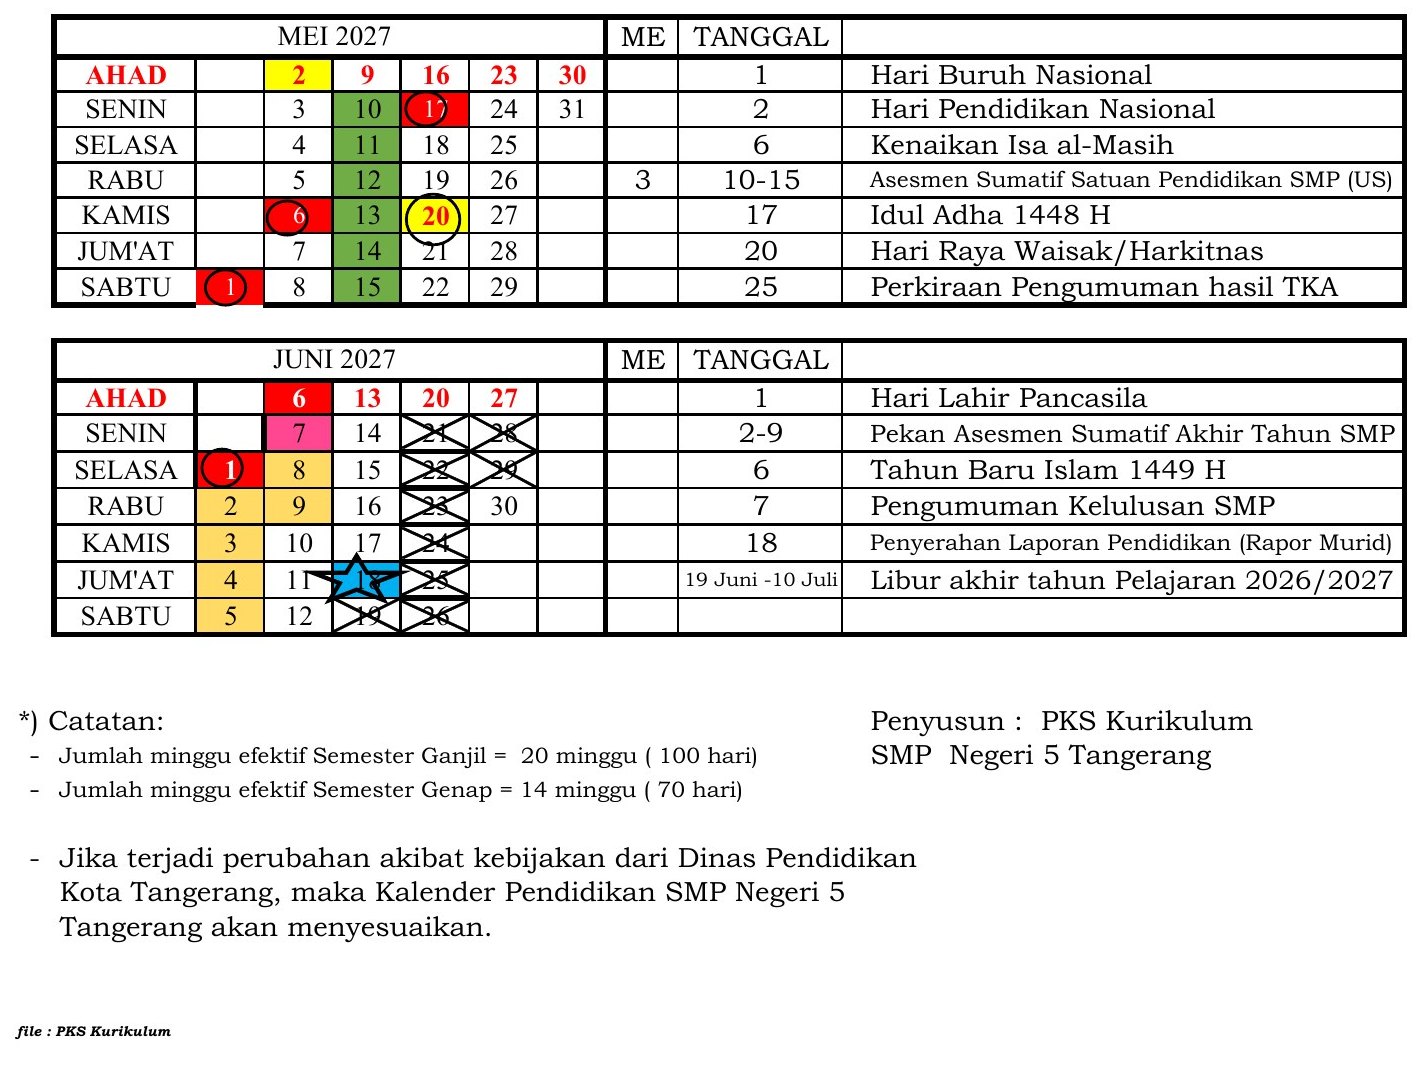 MEI 2027 ME TANGGAL
AHAD 2 9 16 23 30 1 Hari Buruh Nasional
SENIN 3 10 17 24 31 2 Hari Pendidikan Nasional
SELASA 4 11 18 25 6 Kenaikan Isa al-Masih
RABU 5 12 19 26 3 10-15 Asesmen Sumatif Satuan Pendidikan SMP (US)
KAMIS 6 13 20 27 17 Idul Adha 1448 H
JUM'AT 7 14 21 28 20 Hari Raya Waisak/Harkitnas
SABTU 1 8 15 22 29 25 Perkiraan Pengumuman hasil TKA
JUNI 2027 ME TANGGAL
AHAD 6 13 20 27 1 Hari Lahir Pancasila
SENIN 7 14 21 28 2-9 Pekan Asesmen Sumatif Akhir Tahun SMP
SELASA 1 8 15 22 29 6 Tahun Baru Islam 1449 H
RABU 2 9 16 23 30 7 Pengumuman Kelulusan SMP
KAMIS 3 10 17 24 18 Penyerahan Laporan Pendidikan (Rapor Murid)
JUM'AT 4 11 18 25 19 Juni -10 Juli Libur akhir tahun Pelajaran 2026/2027
SABTU 5 12 19 26
*) Catatan:
- Jumlah minggu efektif Semester Ganjil = 20 minggu ( 100 hari)
- Jumlah minggu efektif Semester Genap = 14 minggu ( 70 hari)
- Jika terjadi perubahan akibat kebijakan dari Dinas Pendidikan
Kota Tangerang, maka Kalender Pendidikan SMP Negeri 5
Tangerang akan menyesuaikan.
Penyusun : PKS Kurikulum
SMP Negeri 5 Tangerang
file : PKS Kurikulum